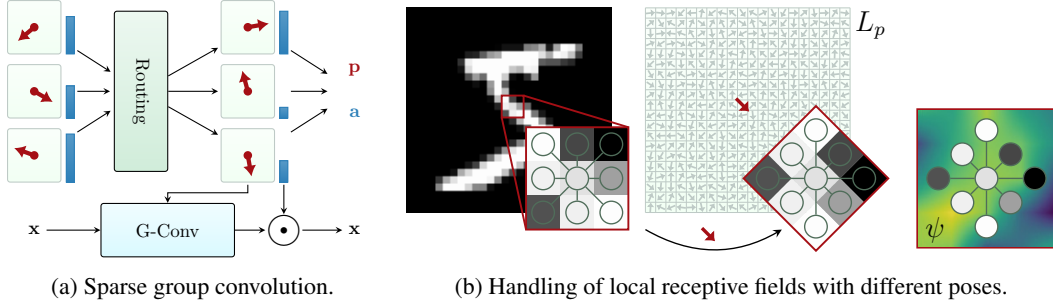 Routing
p
a
x
G-Conv
x
(a) Sparse group convolution.
L_p
ψ
(b) Handling of local receptive fields with different poses.